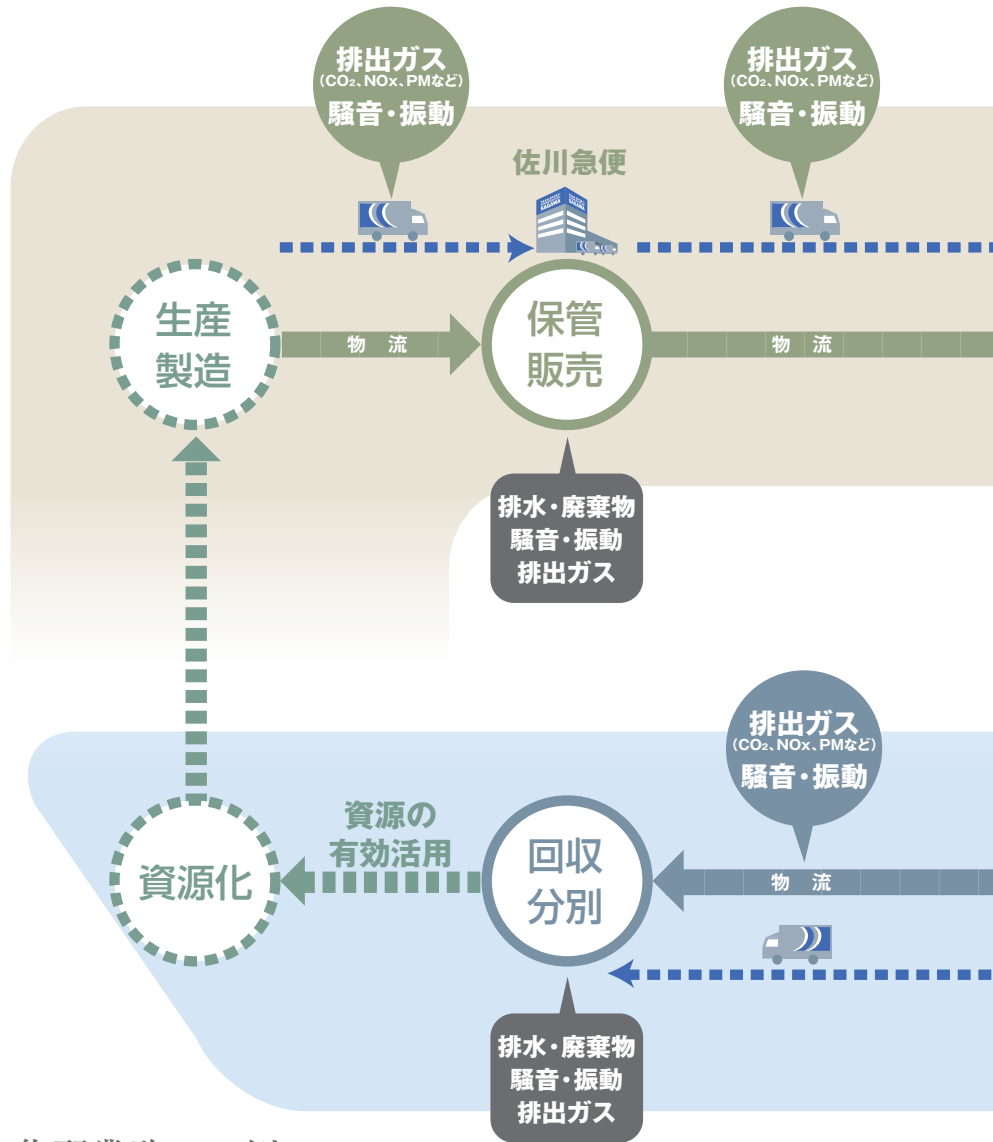 排出ガス
(CO₂、NOx、PMなど)
騒音・振動
排出ガス
(CO₂、NOx、PMなど)
騒音・振動
佐川急便
生産
製造
物 流
保管
販売
物 流
排水・廃棄物
騒音・振動
排出ガス
排出ガス
(CO₂、NOx、PMなど)
騒音・振動
資源化
資源の
有効活用
回収
分別
物 流
排水・廃棄物
騒音・振動
排出ガス